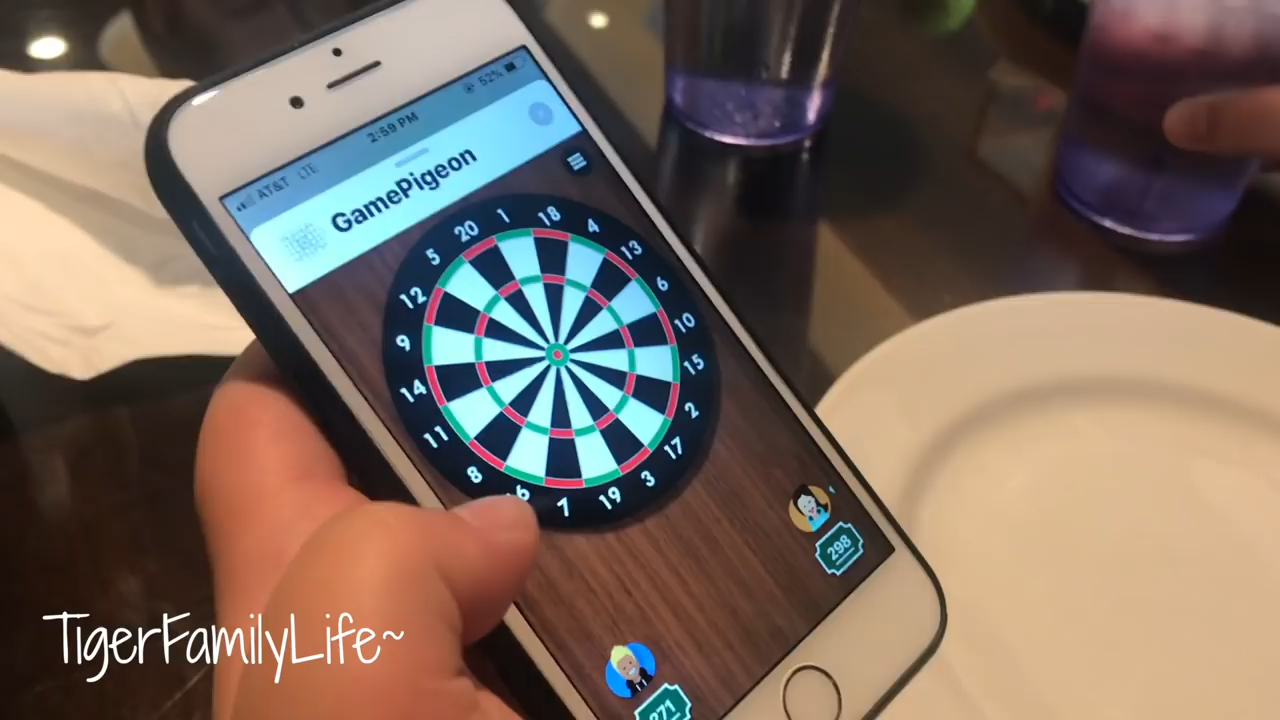 AT&T LTE 2:59 PM 52%
GamePigeon
5 20 1 18 4 13 6 10 15 2 17 3 19 7 16 8 11 14 9 12
298
271
TigerFamilyLife~